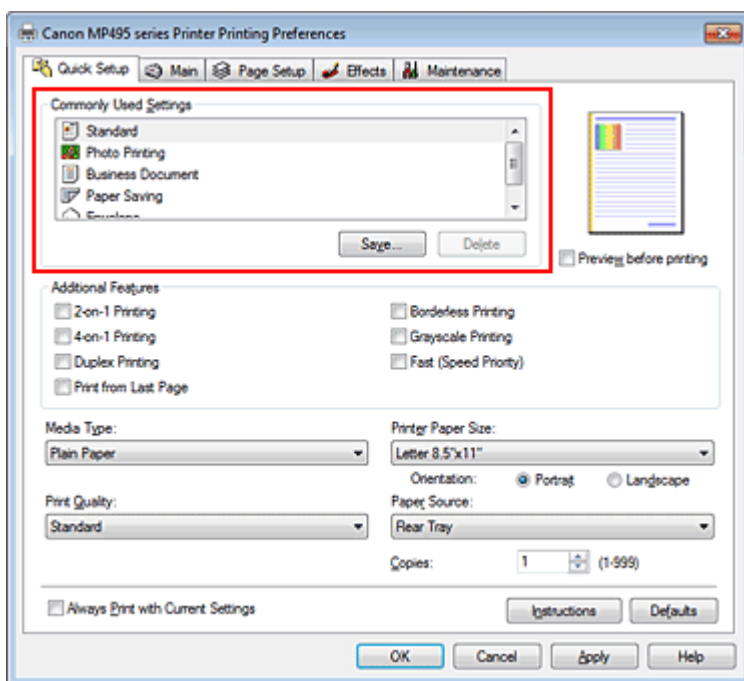 Canon MP495 series Printer Printing Preferences
Quick Setup Main Page Setup Effects Maintenance
Commonly Used Settings
Standard
Photo Printing
Business Document
Paper Saving
Envelope
Save... Delete
Preview before printing
Additional Features
2-on-1 Printing
4-on-1 Printing
Duplex Printing
Print from Last Page
Borderless Printing
Grayscale Printing
Fast (Speed Priority)
Media Type:
Plain Paper
Printer Paper Size:
Letter 8.5"x11"
Orientation: Portrait Landscape
Print Quality:
Standard
Paper Source:
Rear Tray
Copies: 1 (1-999)
Always Print with Current Settings
Instructions Defaults
OK Cancel Apply Help